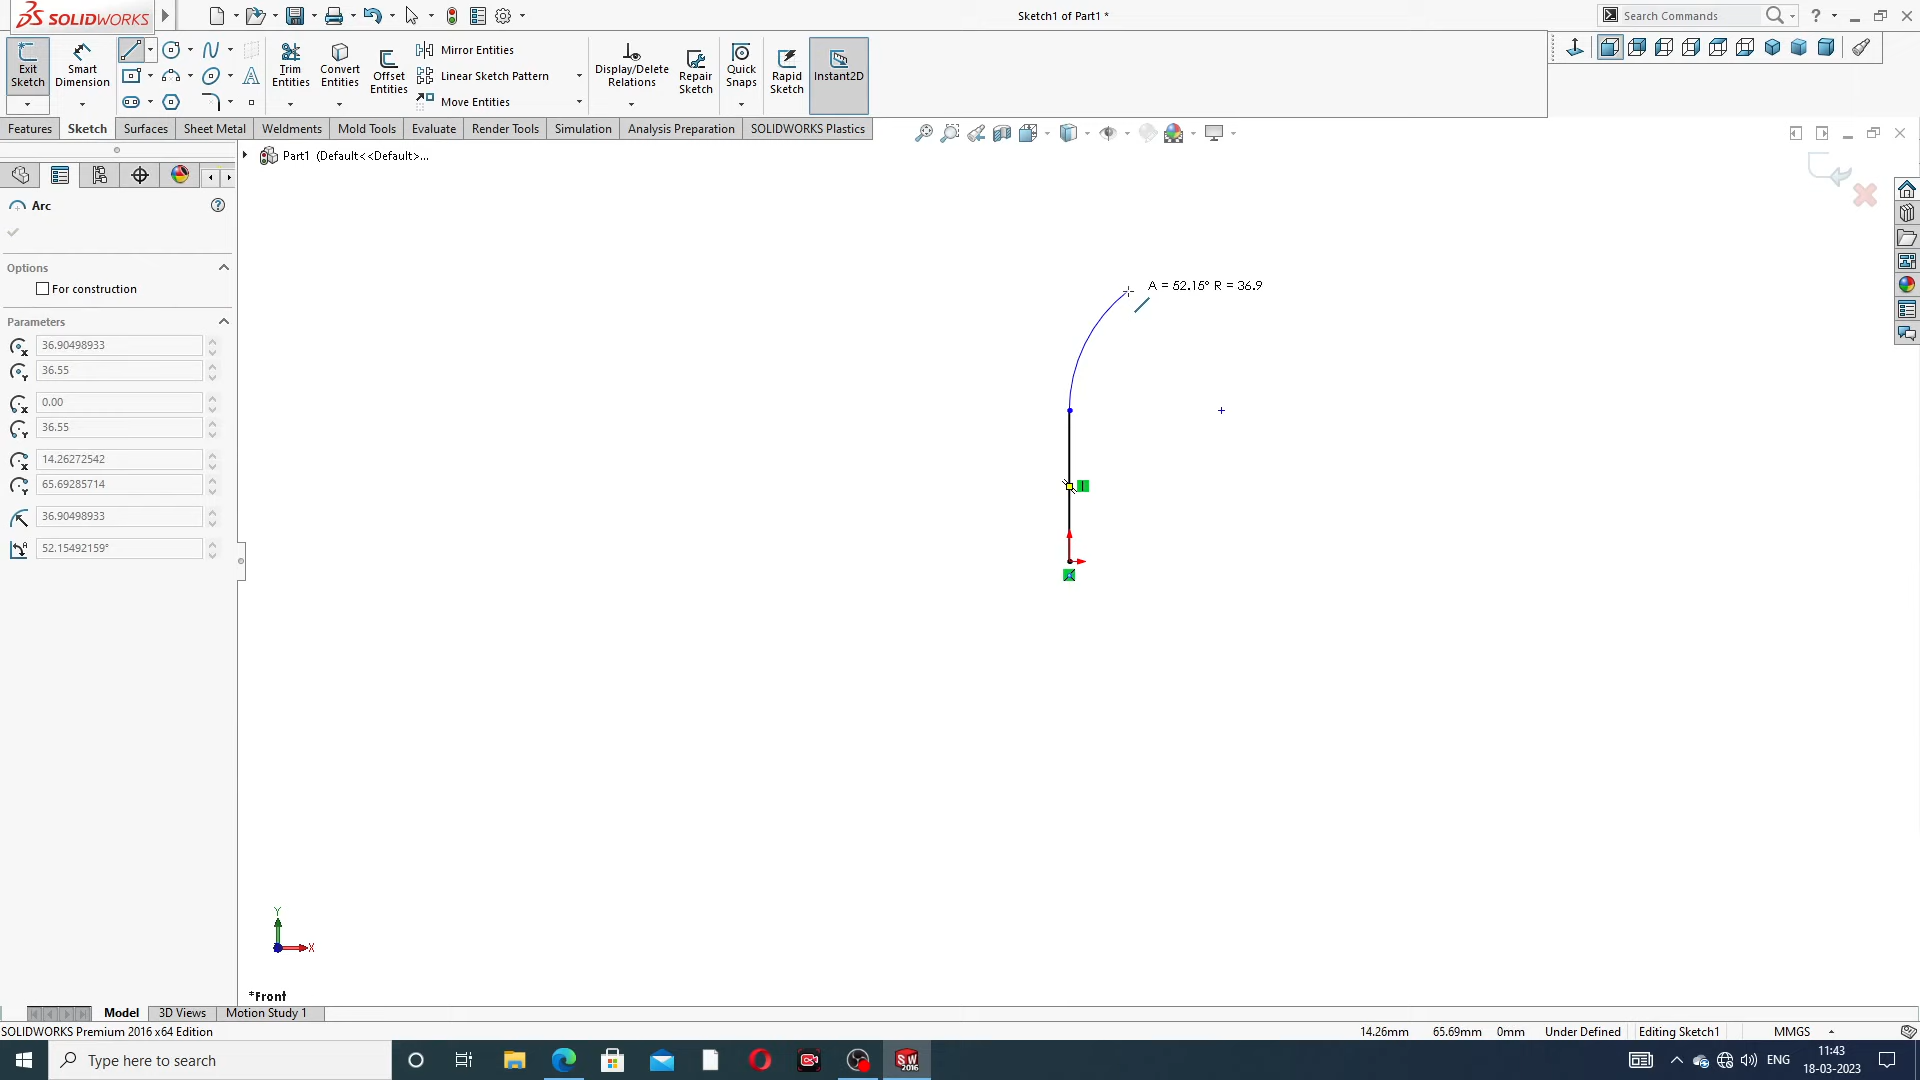 SOLIDWORKS
Sketch1 of Part1 *
Search Commands
Exit Sketch
Smart Dimension
Trim Entities
Convert Entities
Offset Entities
Mirror Entities
Linear Sketch Pattern
Move Entities
Display/Delete Relations
Repair Sketch
Quick Snaps
Rapid Sketch
Instant2D
Features Sketch Surfaces Sheet Metal Weldments Mold Tools Evaluate Render Tools Simulation Analysis Preparation SOLIDWORKS Plastics
Part1 (Default<<Default>...
Arc
Options
For construction
Parameters
36.90498933
36.55
0.00
36.55
14.26272542
65.69285714
36.90498933
52.15492159°
A = 52.15° R = 36.9
Y
X
*Front
Model 3D Views Motion Study 1
SOLIDWORKS Premium 2016 x64 Edition
14.26mm 65.69mm 0mm Under Defined Editing Sketch1 MMGS
Type here to search
SW 2016
ENG
11:43
18-03-2023